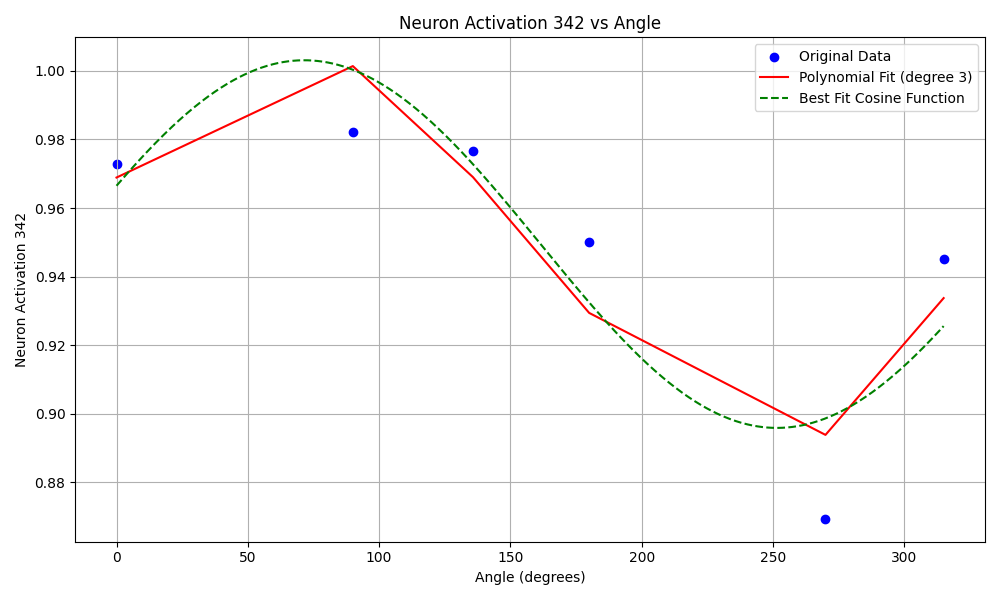 Neuron Activation 342 vs Angle
Original Data
Polynomial Fit (degree 3)
Best Fit Cosine Function
Neuron Activation 342
1.00
0.98
0.96
0.94
0.92
0.90
0.88
0
50
100
150
200
250
300
Angle (degrees)